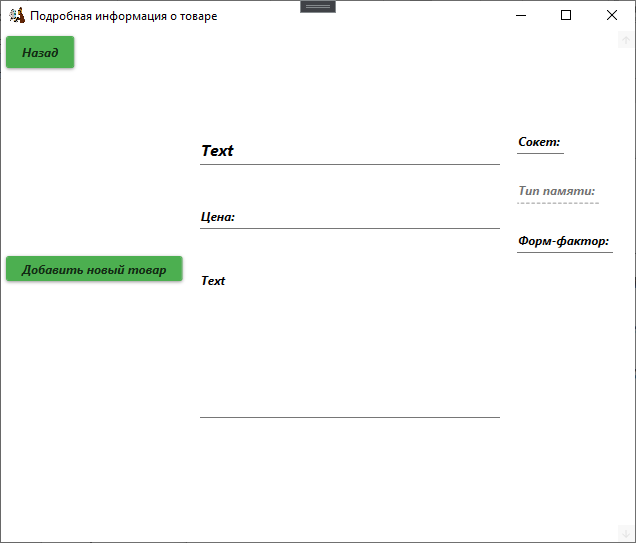 Подробная информация о товаре
Назад
Text
Сокет:
Тип памяти:
Цена:
Форм-фактор:
Добавить новый товар
Text